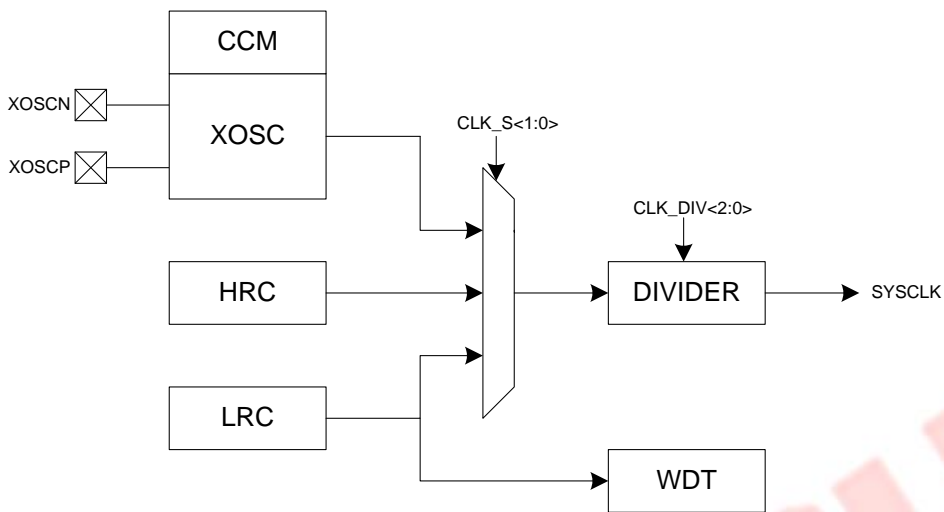 CCM
XOSCN
XOSC
XOSCP
CLK_S<1:0>
CLK_DIV<2:0>
HRC
DIVIDER
SYSCLK
LRC
WDT